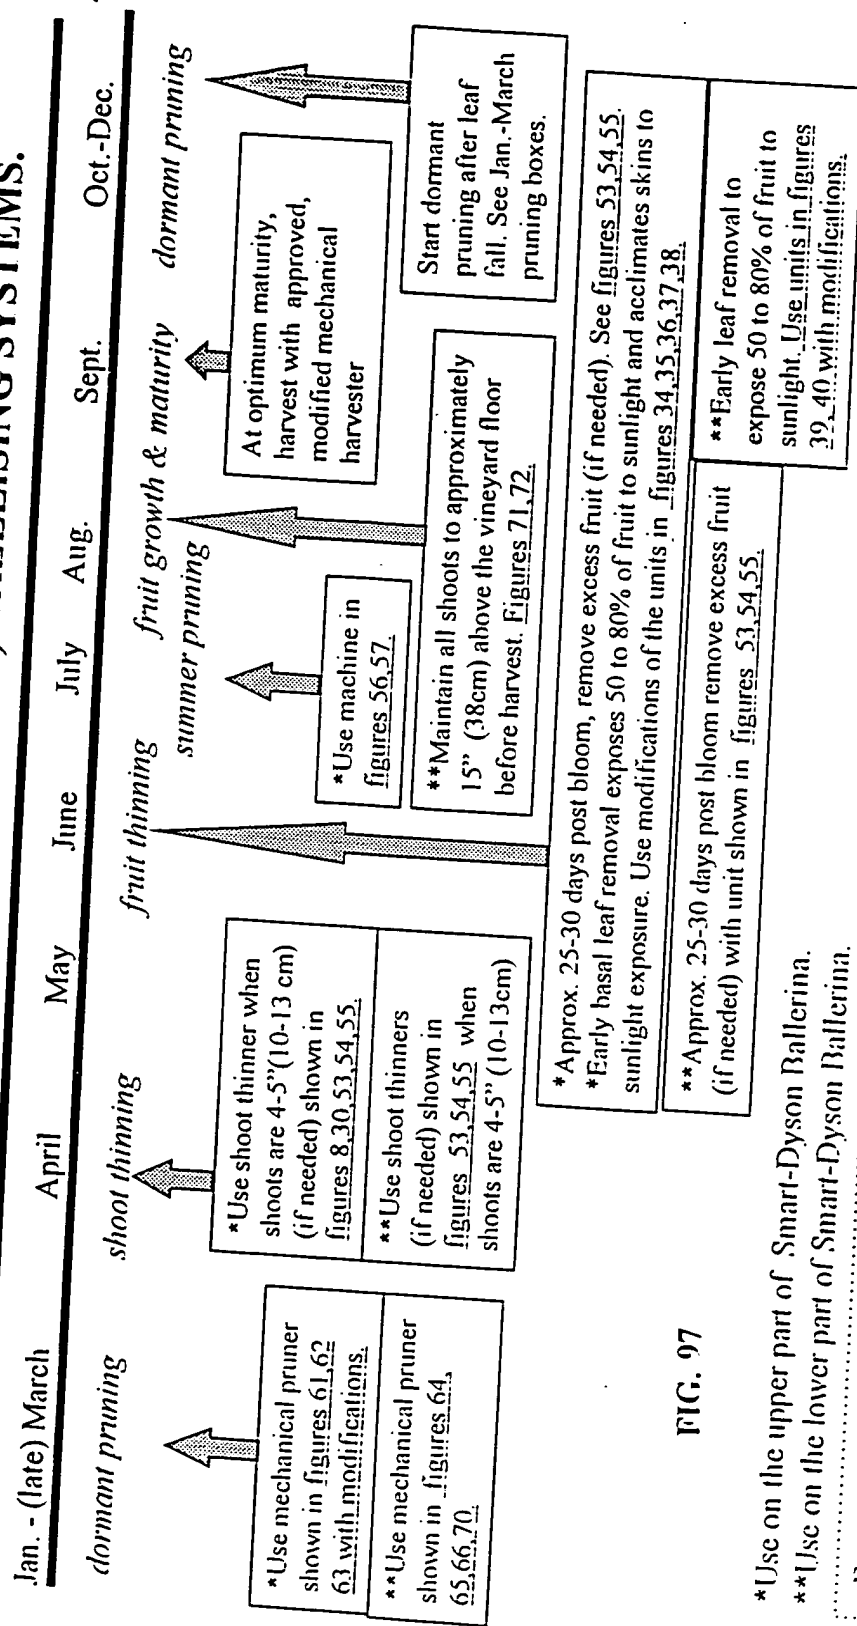 TRELLISING SYSTEMS.
Jan. - (late) March April May June July Aug. Sept. Oct.-Dec.
dormant pruning
shoot thinning
fruit thinning
summer pruning
fruit growth & maturity
dormant pruning
*Use mechanical pruner
shown in figures 61,62
63 with modifications.
**Use mechanical pruner
shown in figures 64,
65,66,70.
*Use shoot thinner when
shoots are 4-5"(10-13 cm)
(if needed) shown in
figures 8,30,53,54,55.
**Use shoot thinners
(if needed) shown in
figures 53,54,55 when
shoots are 4-5" (10-13cm)
*Use machine in
figures 56,57.
**Maintain all shoots to approximately
15" (38cm) above the vineyard floor
before harvest. Figures 71,72.
At optimum maturity,
harvest with approved,
modified mechanical
harvester
Start dormant
pruning after leaf
fall. See Jan.-March
pruning boxes.
*Approx. 25-30 days post bloom, remove excess fruit (if needed). See figures 53,54,55.
*Early basal leaf removal exposes 50 to 80% of fruit to sunlight and acclimates skins to
sunlight exposure. Use modifications of the units in figures 34,35,36,37,38.
**Approx. 25-30 days post bloom remove excess fruit
(if needed) with unit shown in figures 53,54,55.
**Early leaf removal to
expose 50 to 80% of fruit to
sunlight. Use units in figures
39, 40 with modifications.
FIG. 97
*Use on the upper part of Smart-Dyson Ballerina.
**Use on the lower part of Smart-Dyson Ballerina.